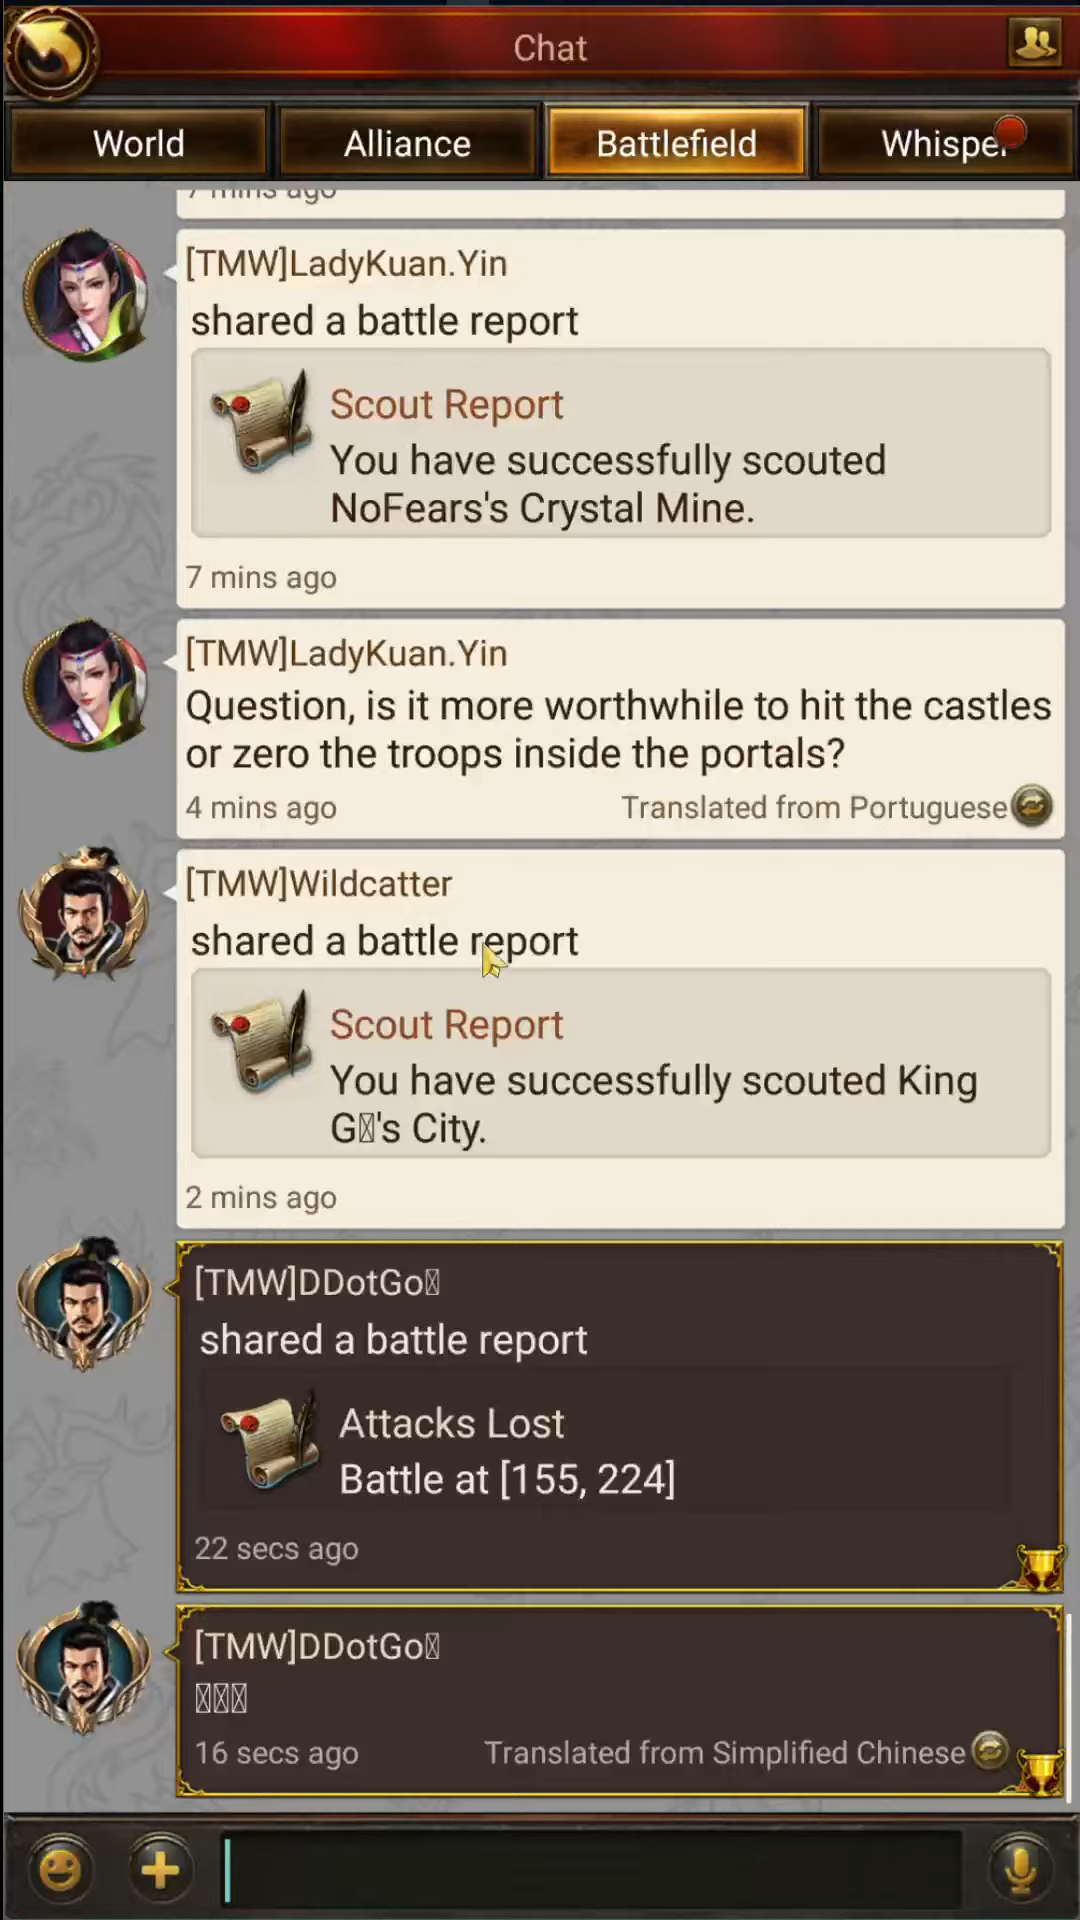 Chat
World
Alliance
Battlefield
Whisper
7 mins ago
[TMW]LadyKuan.Yin
shared a battle report
Scout Report
You have successfully scouted
NoFears's Crystal Mine.
7 mins ago
[TMW]LadyKuan.Yin
Question, is it more worthwhile to hit the castles
or zero the troops inside the portals?
4 mins ago
Translated from Portuguese
[TMW]Wildcatter
shared a battle report
Scout Report
You have successfully scouted King
G's City.
2 mins ago
[TMW]DDotGo
shared a battle report
Attacks Lost
Battle at [155, 224]
22 secs ago
[TMW]DDotGo
16 secs ago
Translated from Simplified Chinese